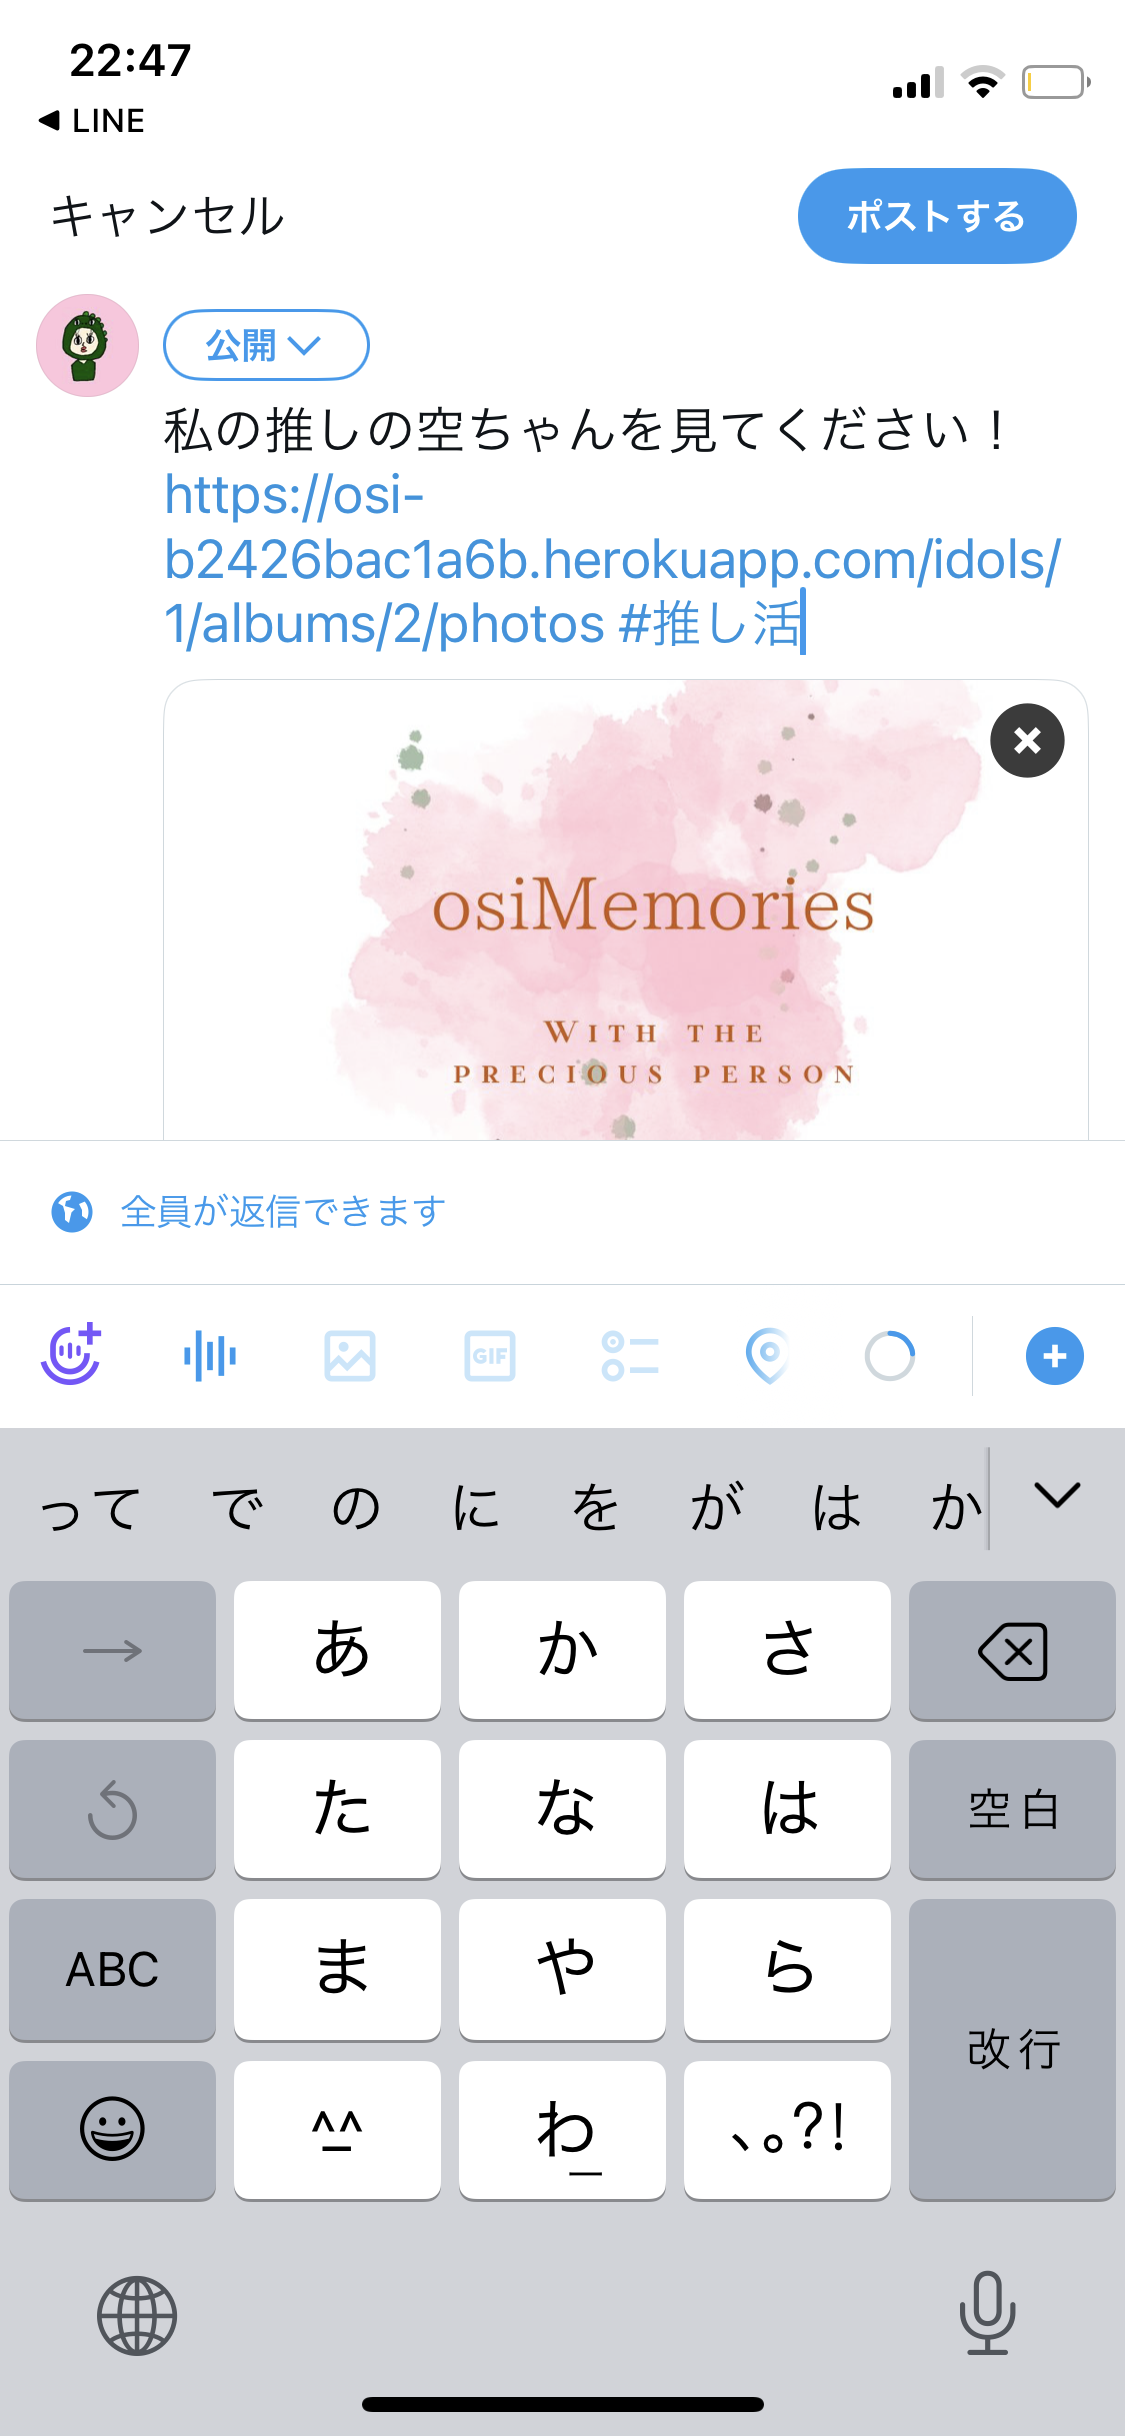 22:47
◀ LINE
キャンセル
ポストする
公開
私の推しの空ちゃんを見てください！
https://osi-
b2426bac1a6b.herokuapp.com/idols/
1/albums/2/photos #推し活
osiMemories
WITH THE
PRECIOUS PERSON
全員が返信できます
GIF
って で の に を が は か
→ あ か さ
た な は 空白
ABC ま や ら
改行
^^ わ 、。?!